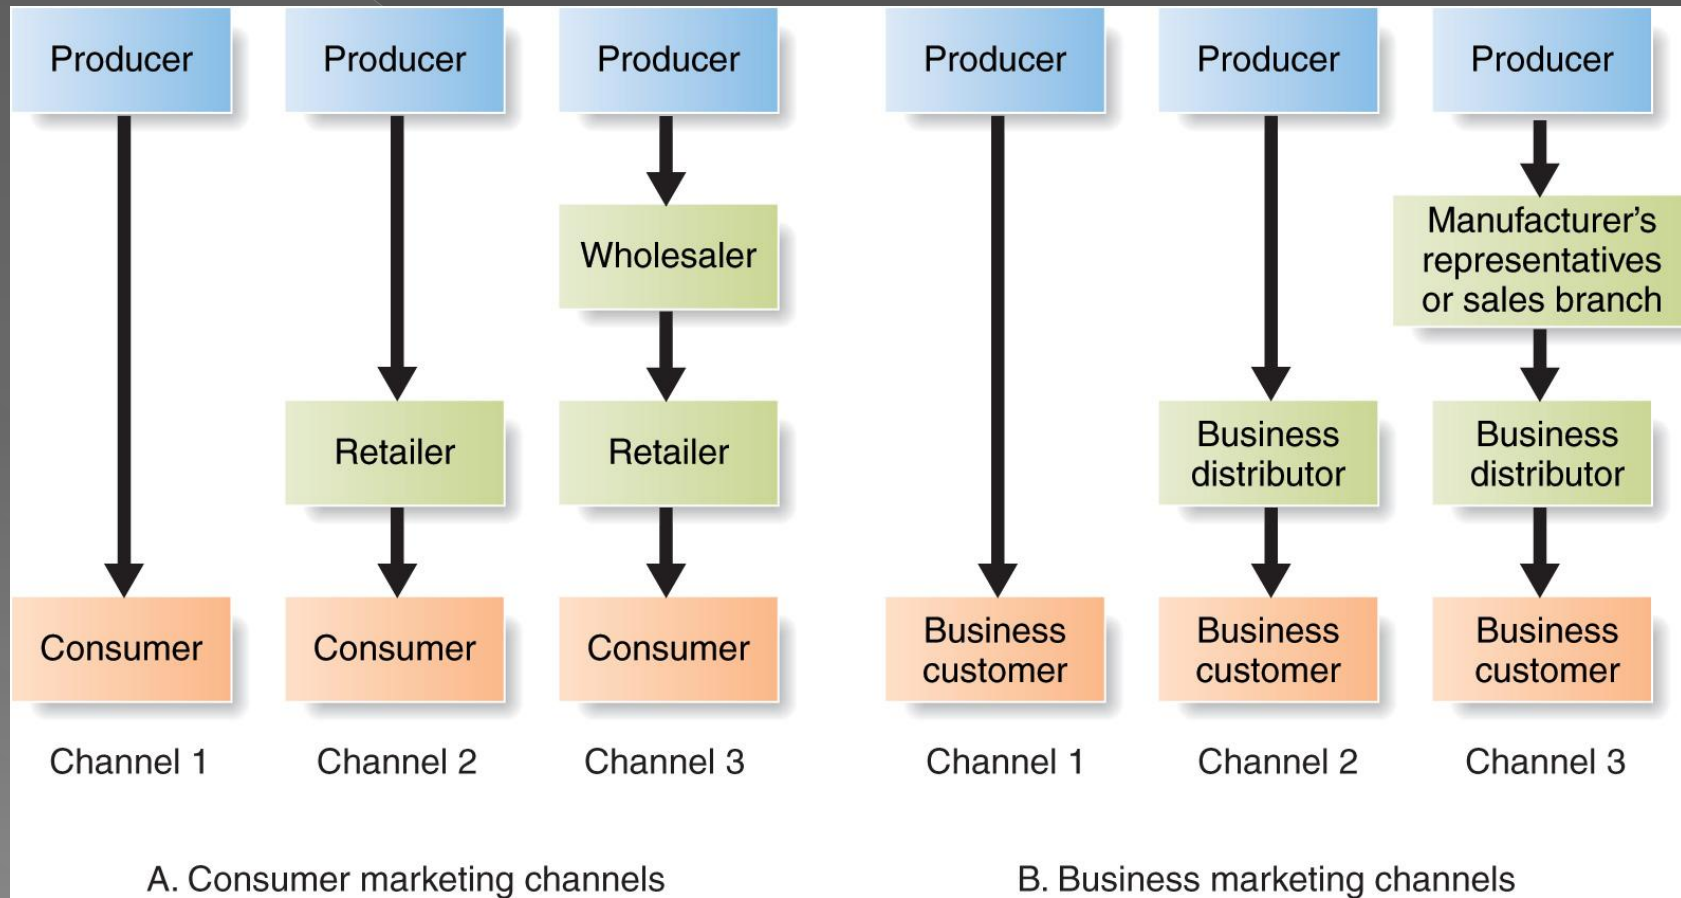 Producer
Producer
Producer
Producer
Producer
Producer
Wholesaler
Manufacturer's
representatives
or sales branch
Retailer
Retailer
Business
distributor
Business
distributor
Consumer
Consumer
Consumer
Business
customer
Business
customer
Business
customer
Channel 1
Channel 2
Channel 3
Channel 1
Channel 2
Channel 3
A. Consumer marketing channels
B. Business marketing channels